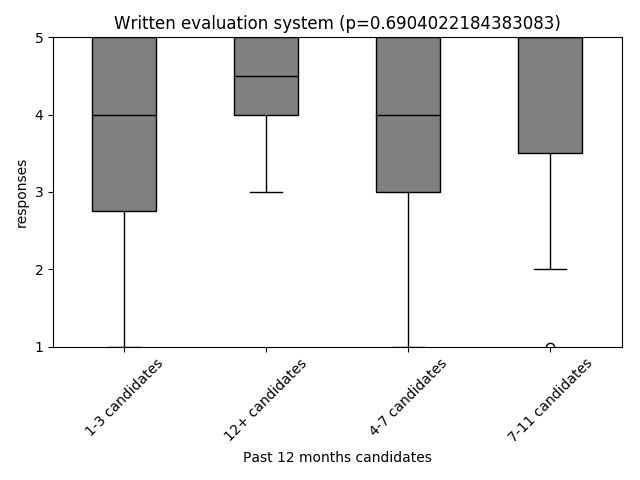 Written evaluation system (p=0.6904022184383083)
5
4
3
2
1
responses
1-3 candidates
12+ candidates
4-7 candidates
7-11 candidates
Past 12 months candidates